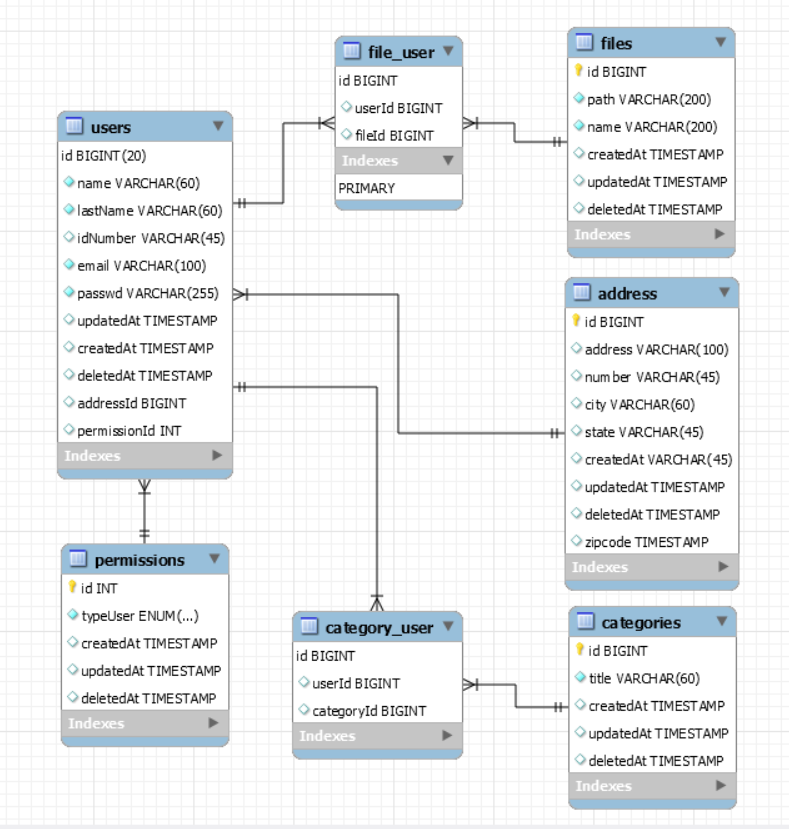 users
id BIGINT(20)
name VARCHAR(60)
lastName VARCHAR(60)
idNumber VARCHAR(45)
email VARCHAR(100)
passwd VARCHAR(255)
updatedAt TIMESTAMP
createdAt TIMESTAMP
deletedAt TIMESTAMP
addressId BIGINT
permissionId INT
Indexes
file_user
id BIGINT
userId BIGINT
fileId BIGINT
Indexes
PRIMARY
files
id BIGINT
path VARCHAR(200)
name VARCHAR(200)
createdAt TIMESTAMP
updatedAt TIMESTAMP
deletedAt TIMESTAMP
Indexes
address
id BIGINT
address VARCHAR(100)
number VARCHAR(45)
city VARCHAR(60)
state VARCHAR(45)
createdAt VARCHAR(45)
updatedAt TIMESTAMP
deletedAt TIMESTAMP
zipcode TIMESTAMP
Indexes
permissions
id INT
typeUser ENUM(...)
createdAt TIMESTAMP
updatedAt TIMESTAMP
deletedAt TIMESTAMP
Indexes
category_user
id BIGINT
userId BIGINT
categoryId BIGINT
Indexes
categories
id BIGINT
title VARCHAR(60)
createdAt TIMESTAMP
updatedAt TIMESTAMP
deletedAt TIMESTAMP
Indexes